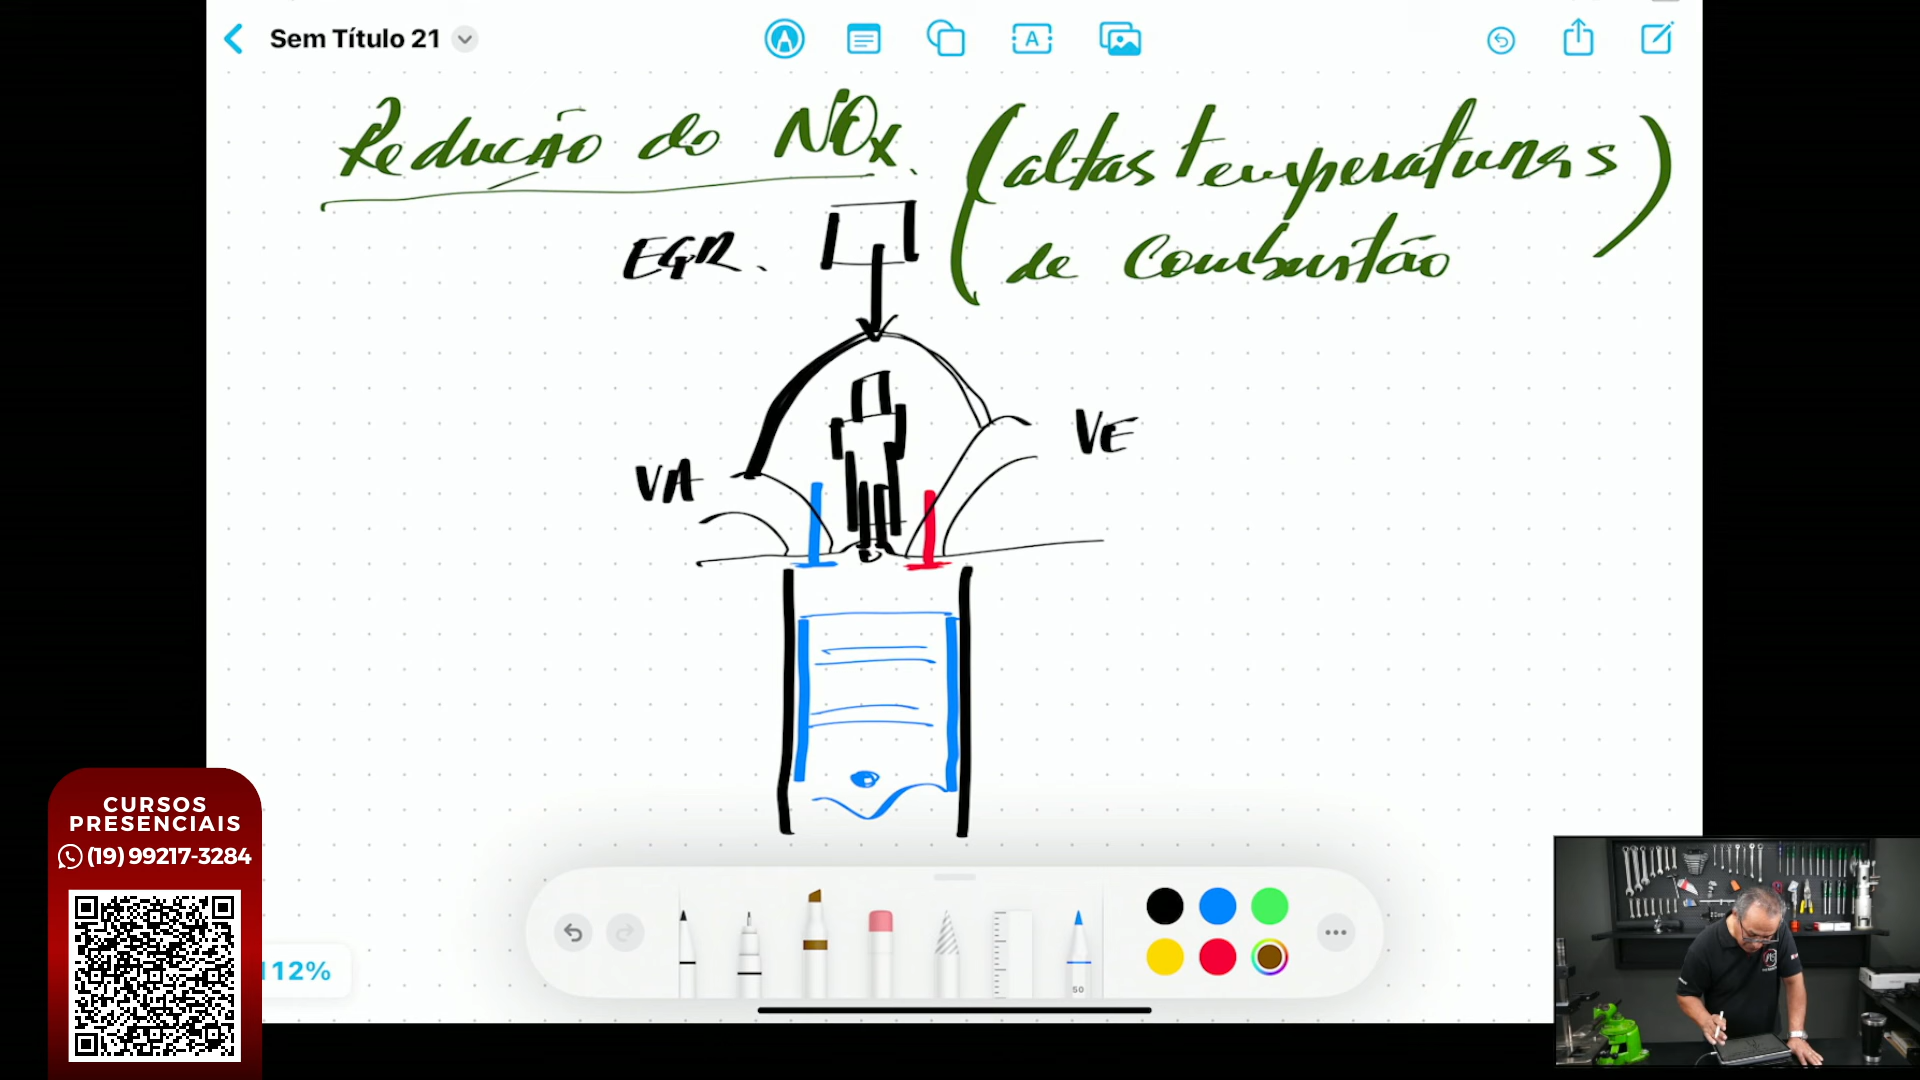 Sem Título 21
Redução do NOx. (altas temperaturas)
de Combustão
EGR.
VE
VA
CURSOS
PRESENCIAIS
(19) 99217-3284
112%
50